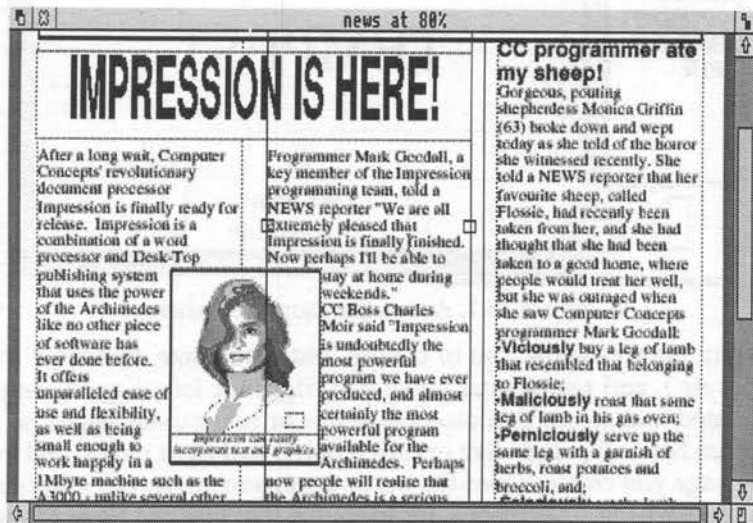 news at 80%
IMPRESSION IS HERE!
After a long wait, Computer
Concepts' revolutionary
document processor
Impression is finally ready for
release. Impression is a
combination of a word
processor and Desk-Top
publishing system
that uses the power
of the Archimedes
like no other piece
of software has
ever done before.
It offers
unparalleled ease of
use and flexibility,
as well as being
small enough to
work happily in a
1Mbyte machine such as the
A3000 - unlike several other
Programmer Mark Goodall, a
key member of the Impression
programming team, told a
NEWS reporter "We are all
extremely pleased that
Impression is finally finished.
Now perhaps I'll be able to
stay at home during
weekends."
CC Boss Charles
Moir said "Impression
is undoubtedly the
most powerful
program we have ever
produced, and almost
certainly the most
powerful program
available for the
Archimedes. Perhaps
now people will realise that
the Archimedes is a serious
Impression can easily
incorporate text and graphics.
CC programmer ate
my sheep!
Gorgeous, pouting
shepherdess Monica Griffin
(63) broke down and wept
today as she told of the horror
she witnessed recently. She
told a NEWS reporter that her
favourite sheep, called
Flossie, had recently been
taken from her, and she had
thought that she had been
taken to a good home, where
people would treat her well,
but she was outraged when
she saw Computer Concepts
programmer Mark Goodall:
•Viciously buy a leg of lamb
that resembled that belonging
to Flossie;
•Maliciously roast that same
leg of lamb in his gas oven;
•Perniciously serve up the
same leg with a garnish of
herbs, roast potatoes and
broccoli, and;